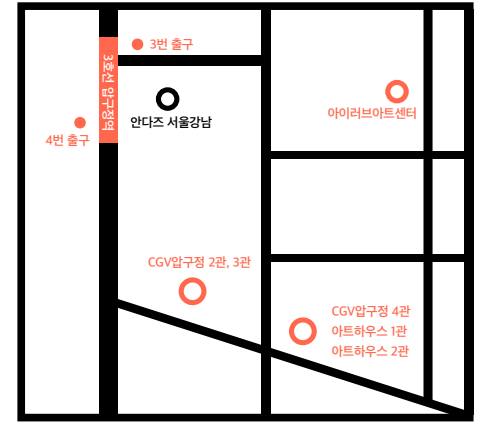 3번 출구
3호선 압구정역
안다즈 서울강남
4번 출구
아이러브아트센터
CGV압구정 2관, 3관
CGV압구정 4관
아트하우스 1관
아트하우스 2관